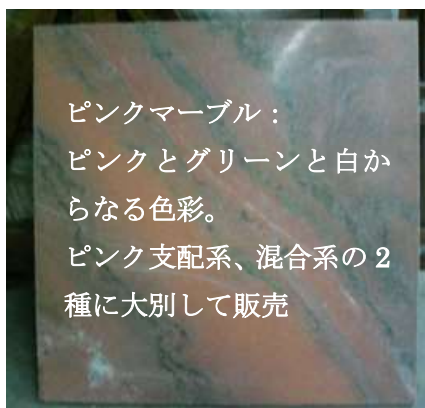 ピンクマーブル：
ピンクとグリーンと白か
らなる色彩。
ピンク支配系、混合系の2
種に大別して販売